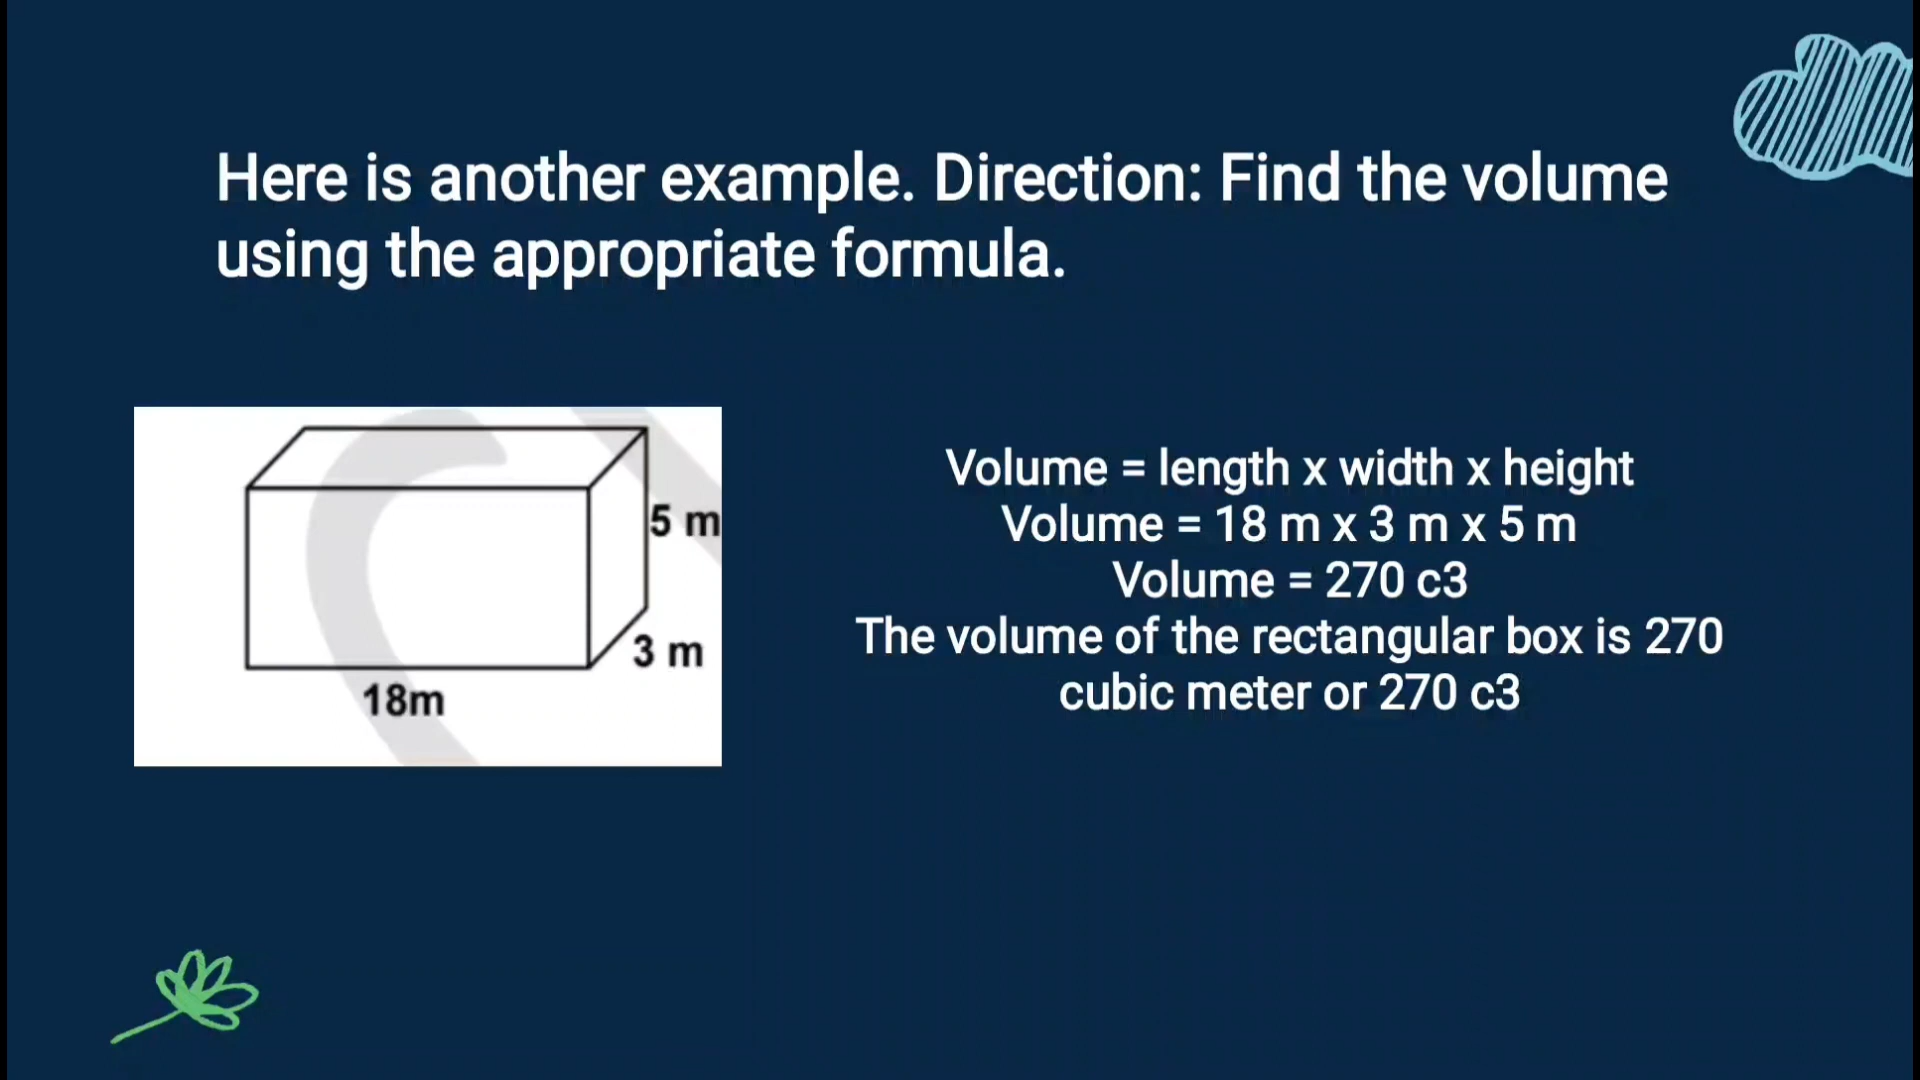 Here is another example. Direction: Find the volume
using the appropriate formula.
5 m
3 m
18m
Volume = length x width x height
Volume = 18 m x 3 m x 5 m
Volume = 270 c3
The volume of the rectangular box is 270
cubic meter or 270 c3